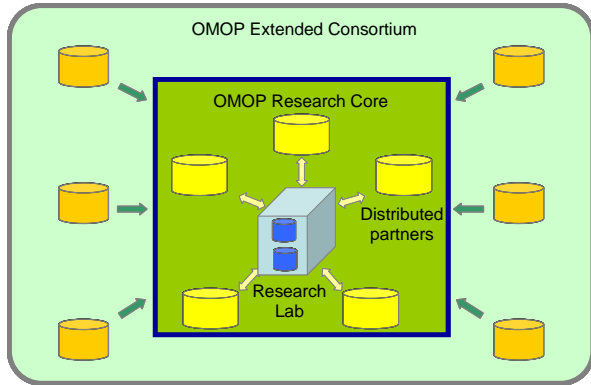 OMOP Extended Consortium
OMOP Research Core
Distributed
partners
Research
Lab